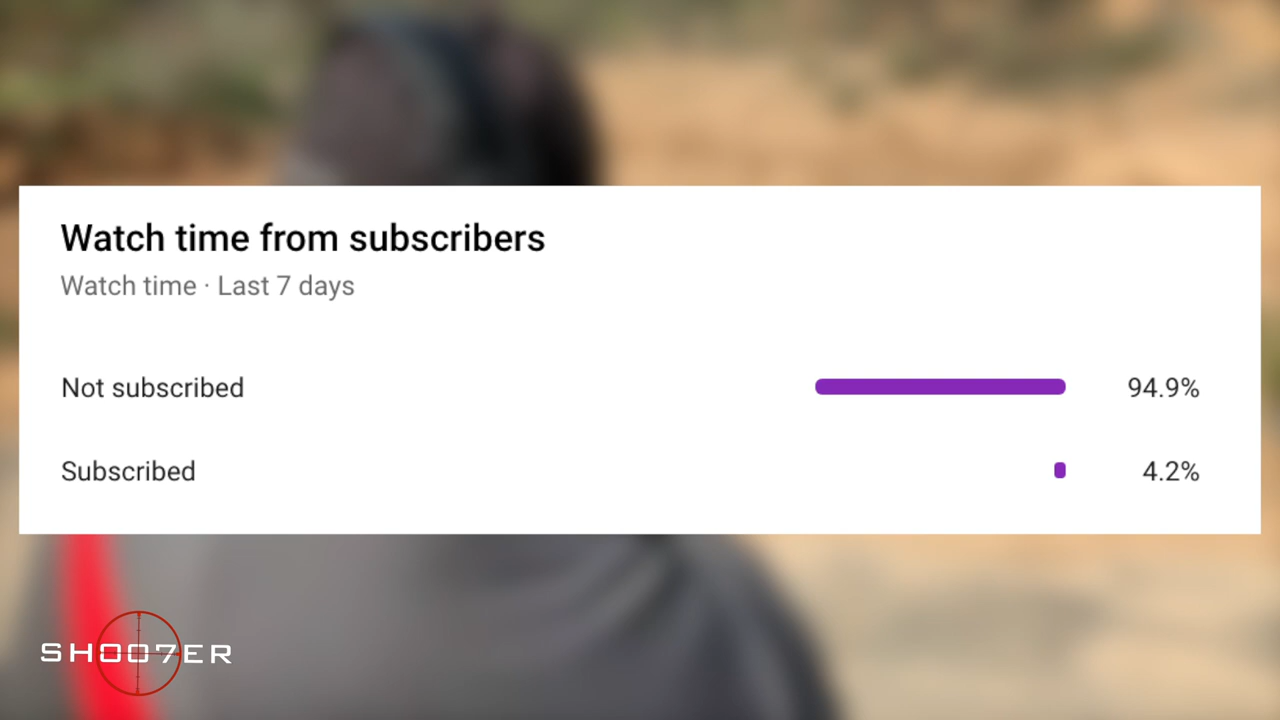 Watch time from subscribers
Watch time · Last 7 days
Not subscribed 94.9%
Subscribed 4.2%
SHOO7ER